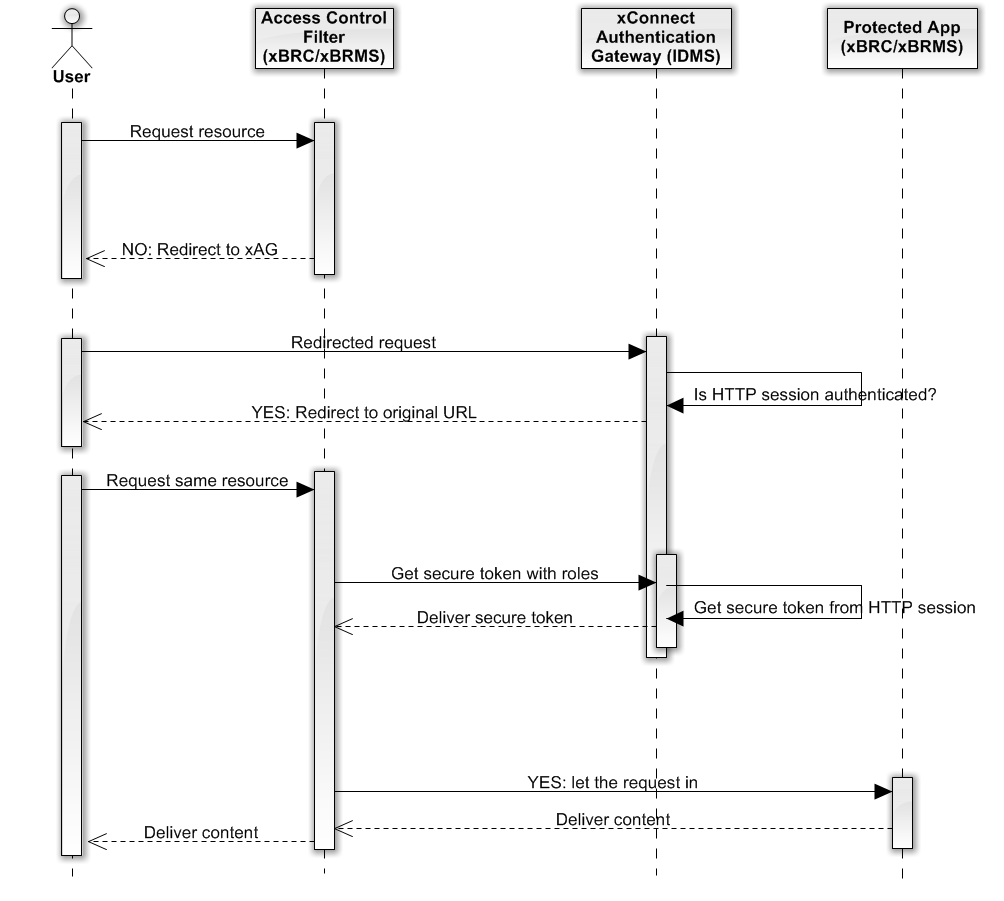 User
Access Control
Filter
(xBRC/xBRMS)
xConnect
Authentication
Gateway (IDMS)
Protected App
(xBRC/xBRMS)
Request resource
NO: Redirect to xAG
Redirected request
Is HTTP session authenticated?
YES: Redirect to original URL
Request same resource
Get secure token with roles
Get secure token from HTTP session
Deliver secure token
YES: let the request in
Deliver content
Deliver content